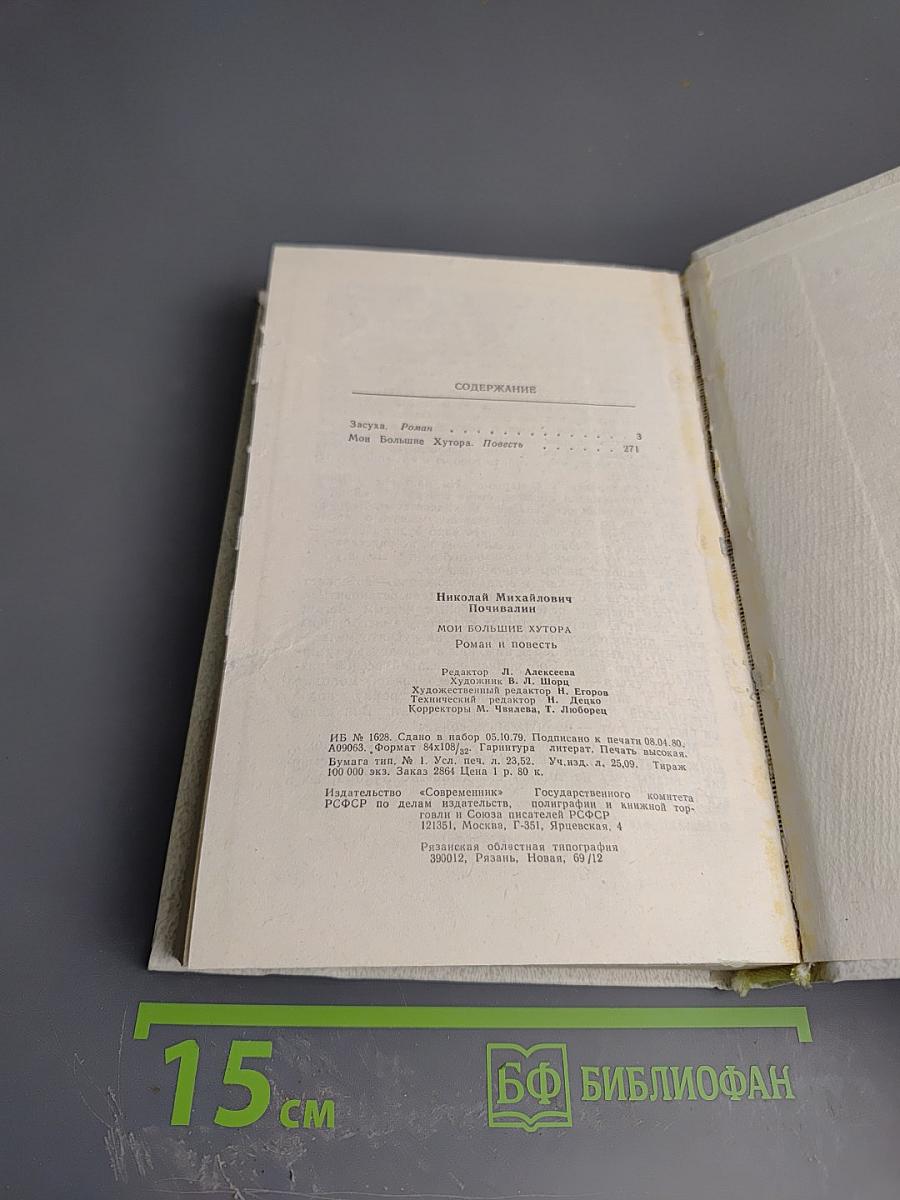 СОДЕРЖАНИЕ
Засуха. Роман . . . . . . . . . . . . . 3
Мои Большие Хутора. Повесть . . . . . . 271
Николай Михайлович
Почивалин
МОИ БОЛЬШИЕ ХУТОРА
Роман и повесть
Редактор Л. Алексеева
Художник В. Л. Шорц
Художественный редактор Н. Егоров
Технический редактор Н. Децко
Корректоры М. Чвялева, Т. Люборец
ИБ № 1628. Сдано в набор 05.10.79. Подписано к печати 08.04.80.
А09063. Формат 84х108/32. Гарнитура литерат. Печать высокая.
Бумага тип. № 1. Усл. печ. л. 23,52. Уч.изд. л. 25,09. Тираж
100 000 экз. Заказ 2864 Цена 1 р. 80 к.
Издательство «Современник» Государственного комитета
РСФСР по делам издательств, полиграфии и книжной тор-
говли и Союза писателей РСФСР
121351, Москва, Г-351, Ярцевская, 4
Рязанская областная типография
390012, Рязань, Новая, 69/12
15 см
БФ БИБЛИОФАН